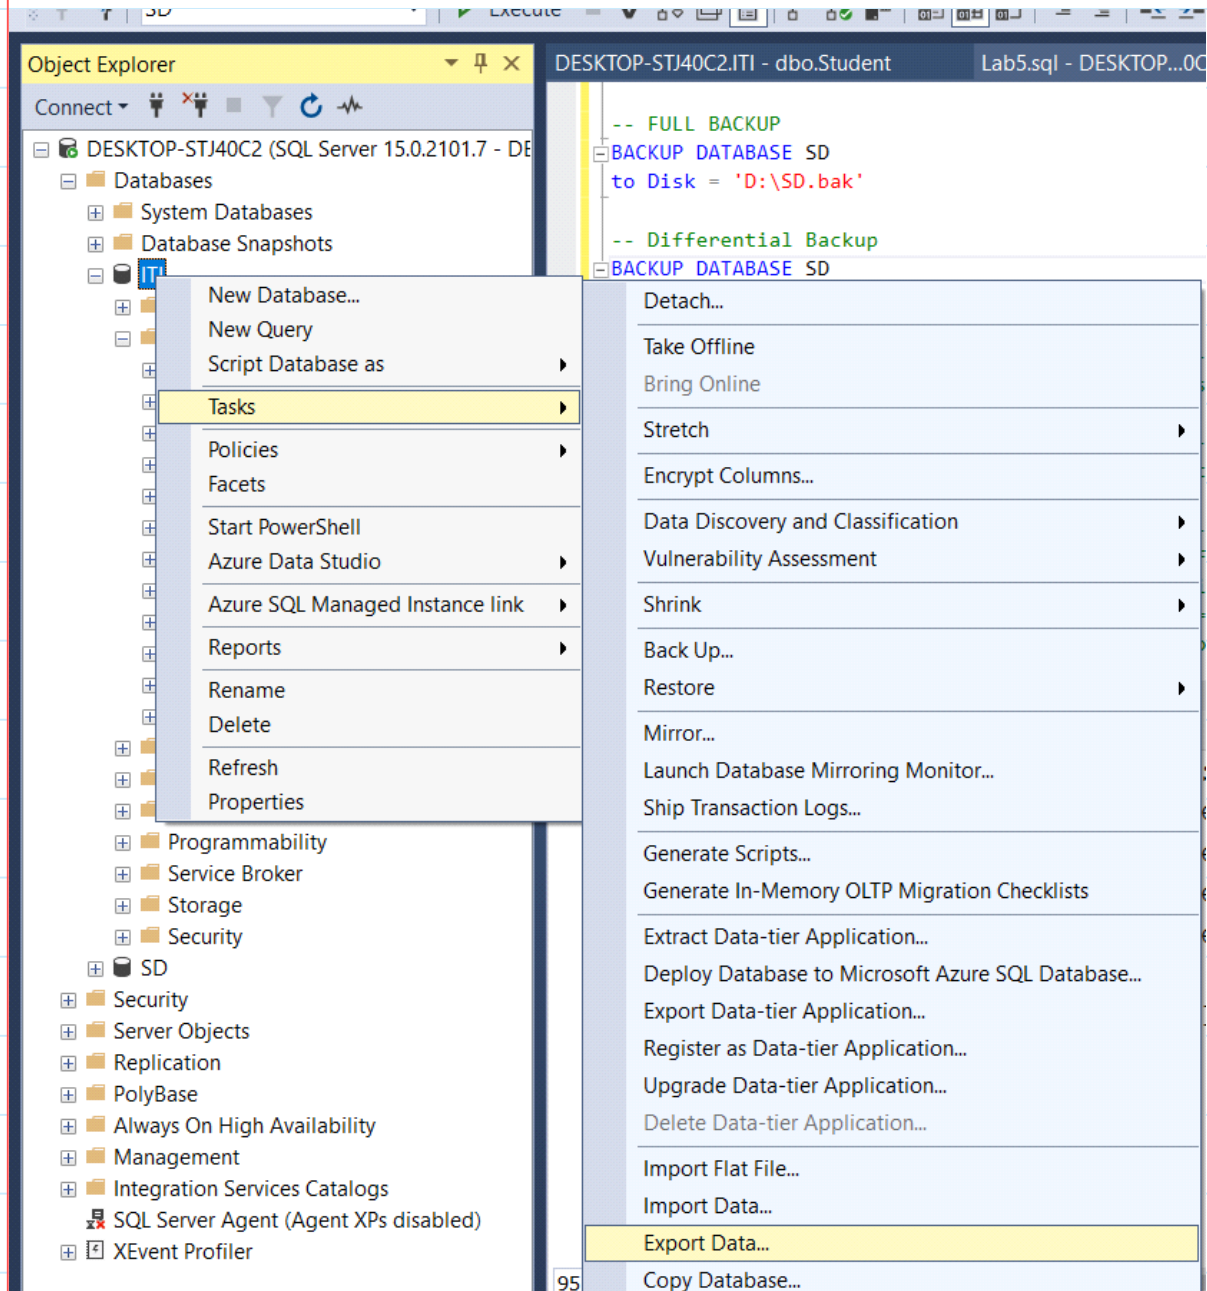 SD
Execute
Object Explorer
Connect
DESKTOP-STJ40C2 (SQL Server 15.0.2101.7 - DE
Databases
System Databases
Database Snapshots
ITI
Programmability
Service Broker
Storage
Security
SD
Security
Server Objects
Replication
PolyBase
Always On High Availability
Management
Integration Services Catalogs
SQL Server Agent (Agent XPs disabled)
XEvent Profiler
DESKTOP-STJ40C2.ITI - dbo.Student
Lab5.sql - DESKTOP...0C
-- FULL BACKUP
BACKUP DATABASE SD
to Disk = 'D:\SD.bak'
-- Differential Backup
BACKUP DATABASE SD
95
New Database...
New Query
Script Database as
Tasks
Policies
Facets
Start PowerShell
Azure Data Studio
Azure SQL Managed Instance link
Reports
Rename
Delete
Refresh
Properties
Detach...
Take Offline
Bring Online
Stretch
Encrypt Columns...
Data Discovery and Classification
Vulnerability Assessment
Shrink
Back Up...
Restore
Mirror...
Launch Database Mirroring Monitor...
Ship Transaction Logs...
Generate Scripts...
Generate In-Memory OLTP Migration Checklists
Extract Data-tier Application...
Deploy Database to Microsoft Azure SQL Database...
Export Data-tier Application...
Register as Data-tier Application...
Upgrade Data-tier Application...
Delete Data-tier Application...
Import Flat File...
Import Data...
Export Data...
Copy Database...